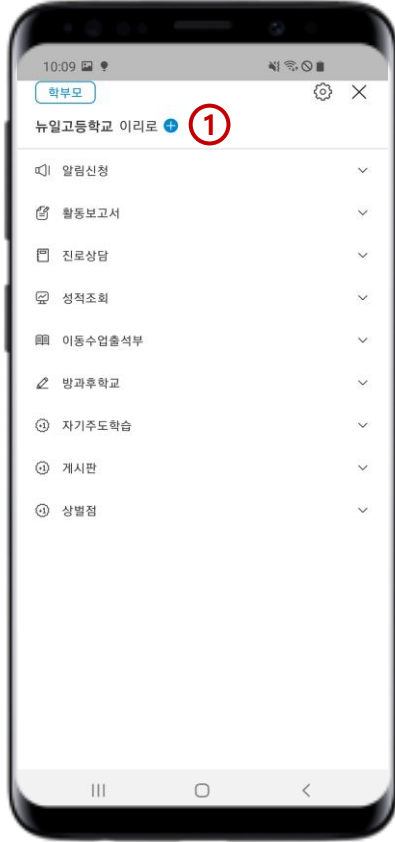 10:09
학부모
뉴일고등학교 이리로
1
알림신청
활동보고서
진로상담
성적조회
이동수업출석부
방과후학교
자기주도학습
게시판
상벌점